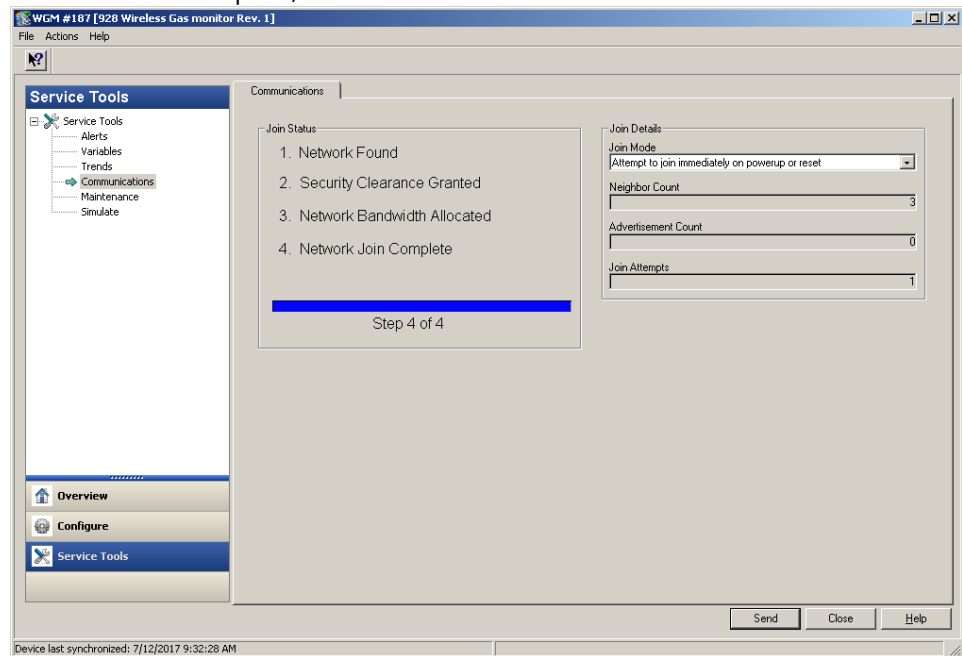 WGM #187 [928 Wireless Gas monitor Rev. 1]
File Actions Help
Service Tools
Service Tools
Alerts
Variables
Trends
Communications
Maintenance
Simulate
Overview
Configure
Service Tools
Communications
Join Status
1. Network Found
2. Security Clearance Granted
3. Network Bandwidth Allocated
4. Network Join Complete
Step 4 of 4
Join Details
Join Mode
Attempt to join immediately on powerup or reset
Neighbor Count
3
Advertisement Count
0
Join Attempts
1
Send Close Help
Device last synchronized: 7/12/2017 9:32:28 AM